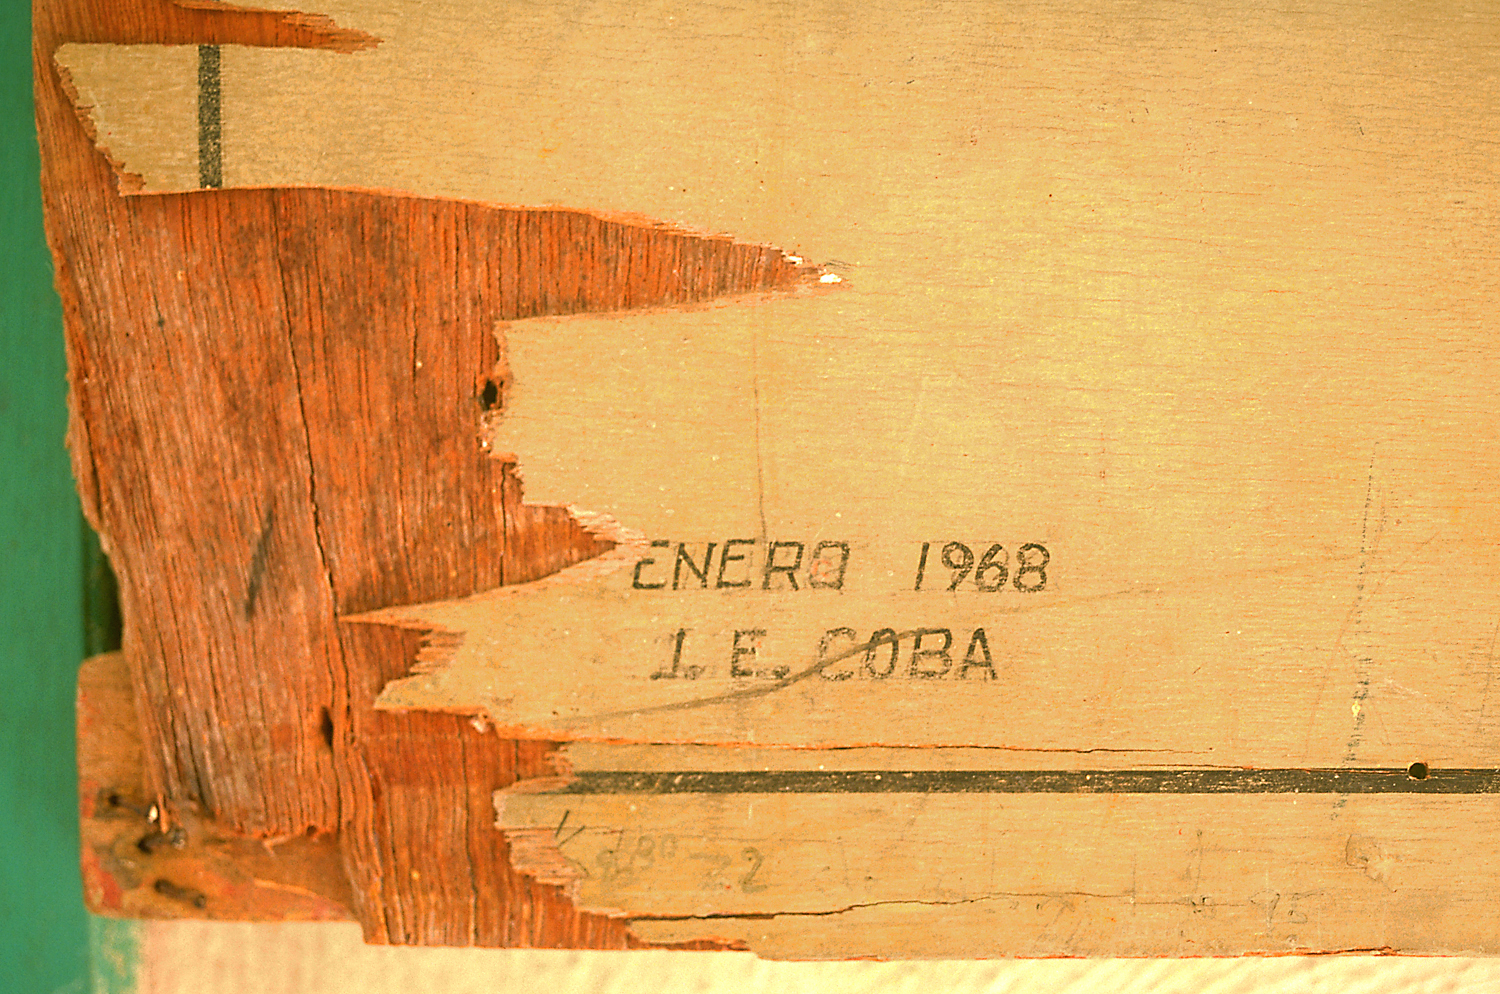 ENERO 1968
J. E. COBA